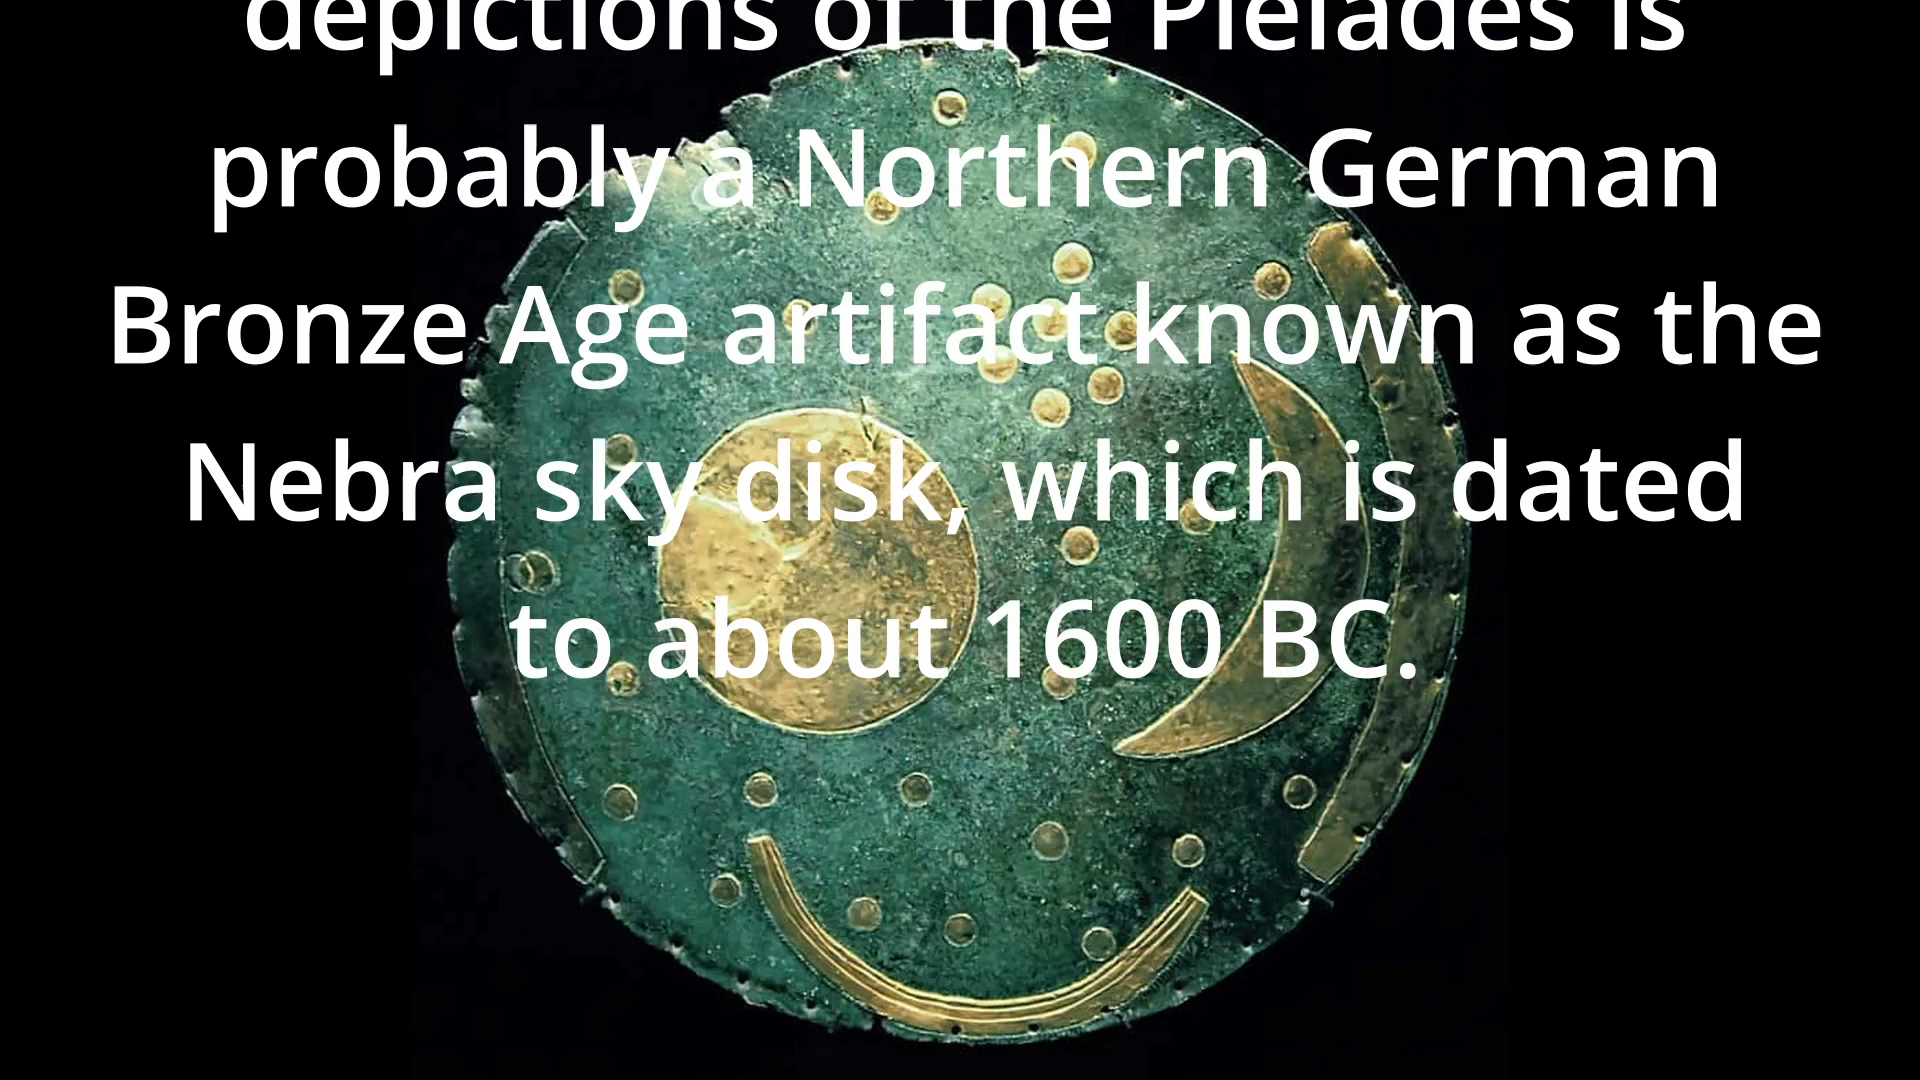 depictions of the Pleiades is
probably a Northern German
Bronze Age artifact known as the
Nebra sky disk, which is dated
to about 1600 BC.